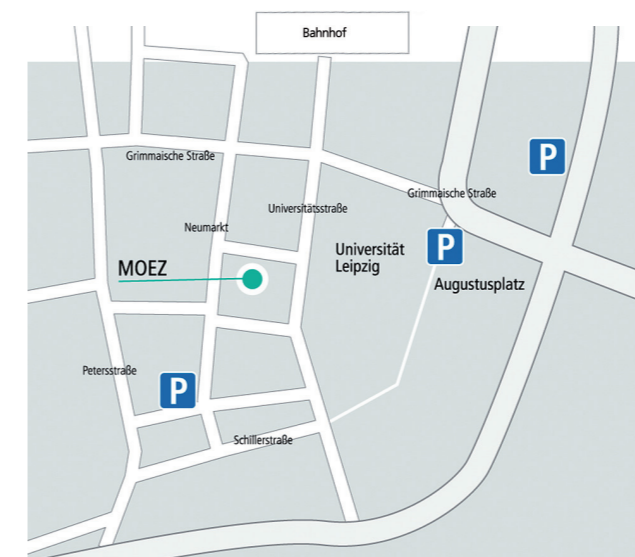 Bahnhof
P
Grimmaische Straße
Grimmaische Straße
Universitätsstraße
Neumarkt
P
Universität
Leipzig
MOEZ
Augustusplatz
Petersstraße
P
Schillerstraße